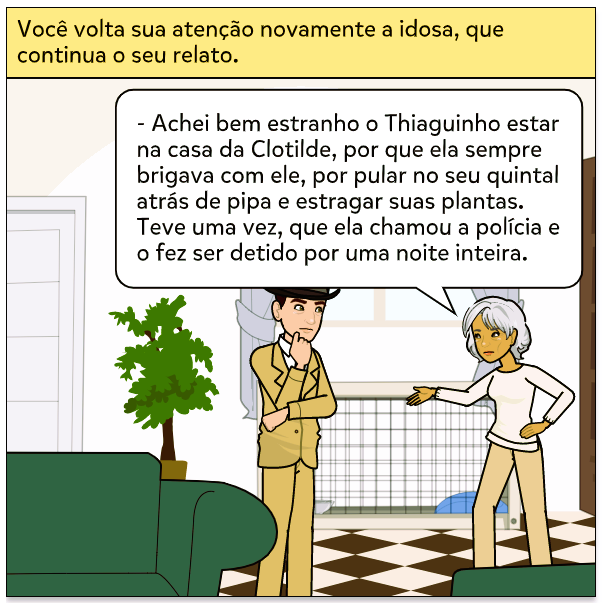 Você volta sua atenção novamente a idosa, que
continua o seu relato.
- Achei bem estranho o Thiaguinho estar
na casa da Clotilde, por que ela sempre
brigava com ele, por pular no seu quintal
atrás de pipa e estragar suas plantas.
Teve uma vez, que ela chamou a polícia e
o fez ser detido por uma noite inteira.